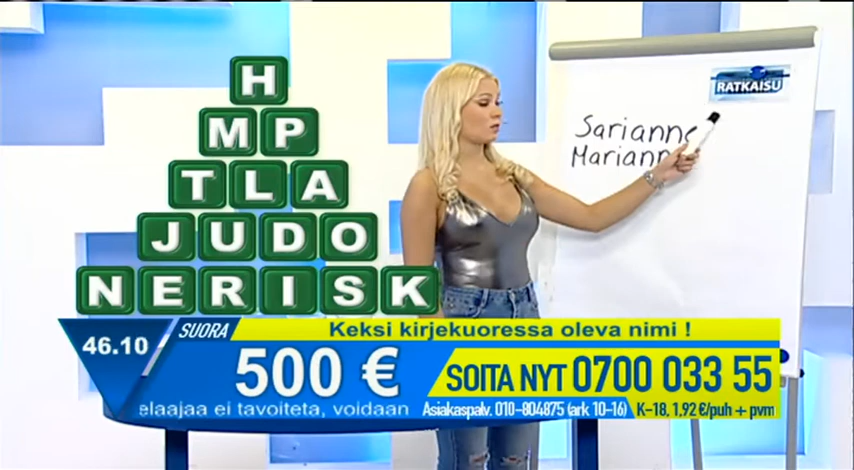 H
MP
TLA
JUDO
NERISK
RATKAISU
Sarianne
Mariann
46.10
SUORA
Keksi kirjekuoressa oleva nimi !
500 €
SOITA NYT 0700 033 55
elaajaa ei tavoiteta, voidaan
Asiakaspalv. 010-804875 (ark 10-16)
K-18, 1,92 €/puh + pvm